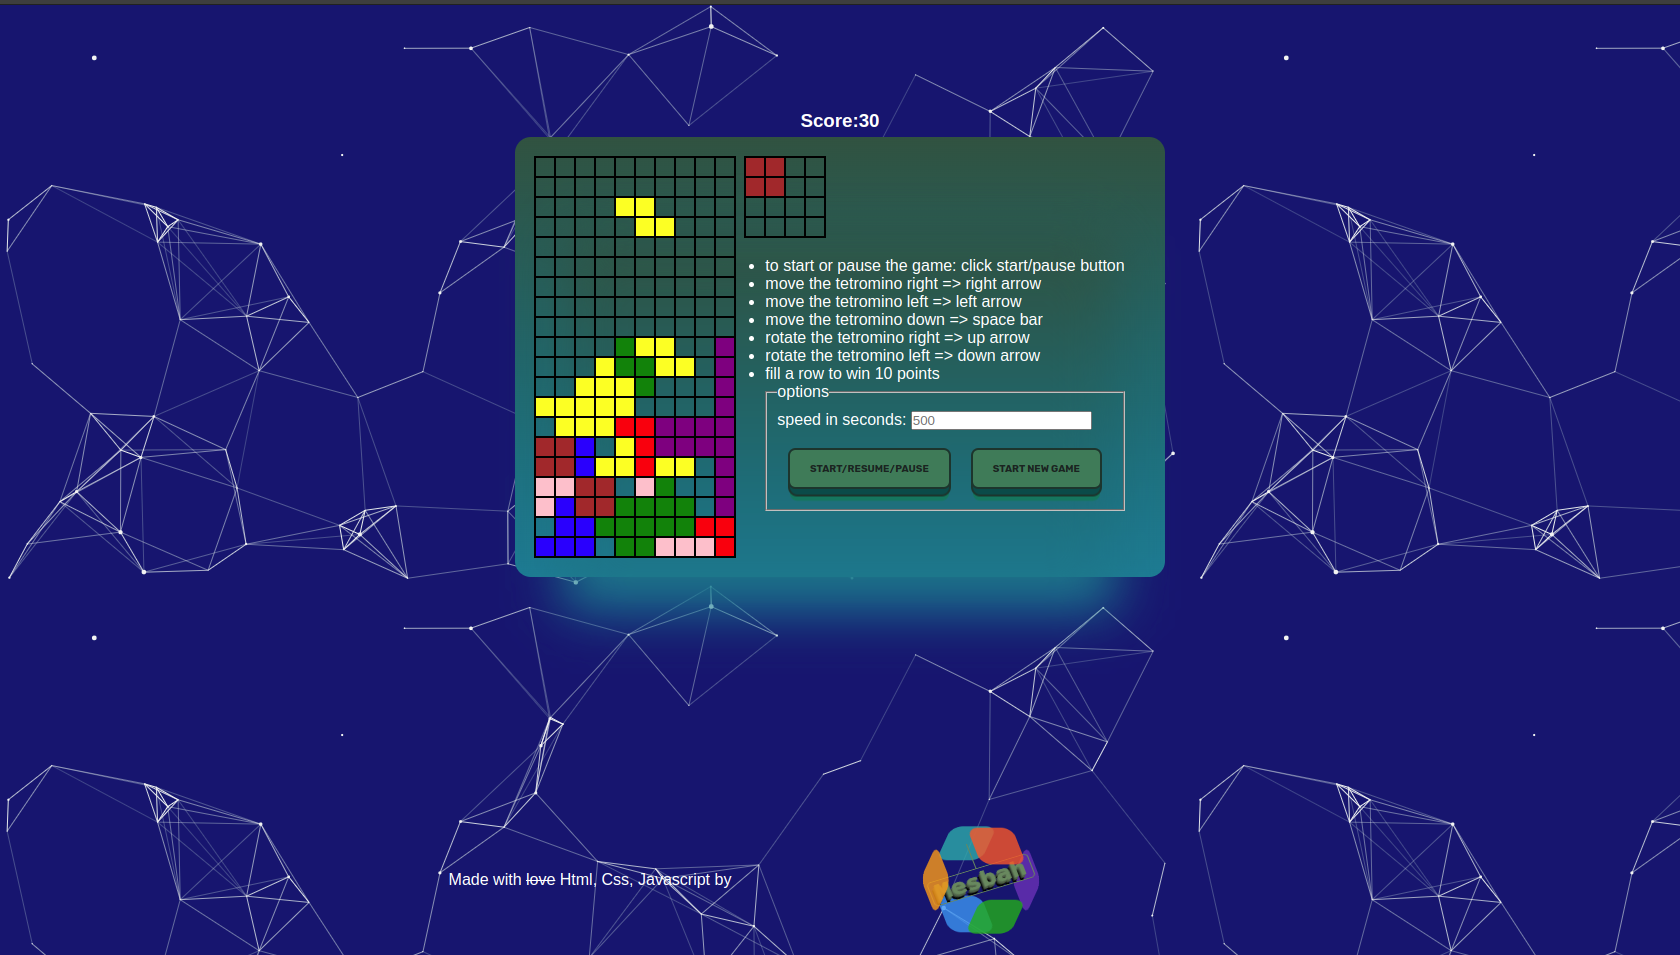 Score:30
to start or pause the game: click start/pause button
move the tetromino right => right arrow
move the tetromino left => left arrow
move the tetromino down => space bar
rotate the tetromino right => up arrow
rotate the tetromino left => down arrow
fill a row to win 10 points
options
speed in seconds: 500
START/RESUME/PAUSE START NEW GAME
Made with love Html, Css, Javascript by